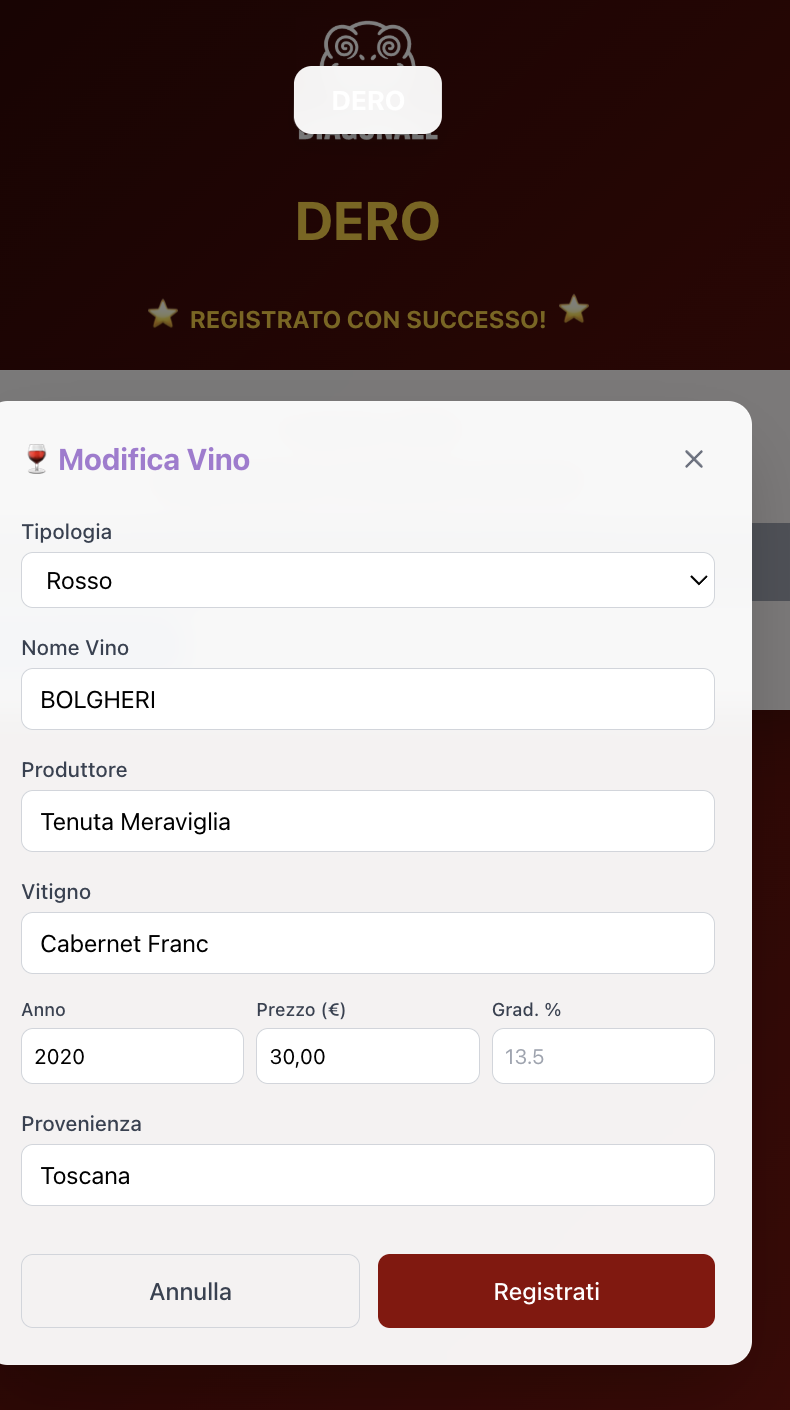 DERO
DERO
⭐ REGISTRATO CON SUCCESSO! ⭐
🍷 Modifica Vino
Tipologia
Rosso
Nome Vino
BOLGHERI
Produttore
Tenuta Meraviglia
Vitigno
Cabernet Franc
Anno Prezzo (€) Grad. %
2020 30,00 13.5
Provenienza
Toscana
Annulla Registrati